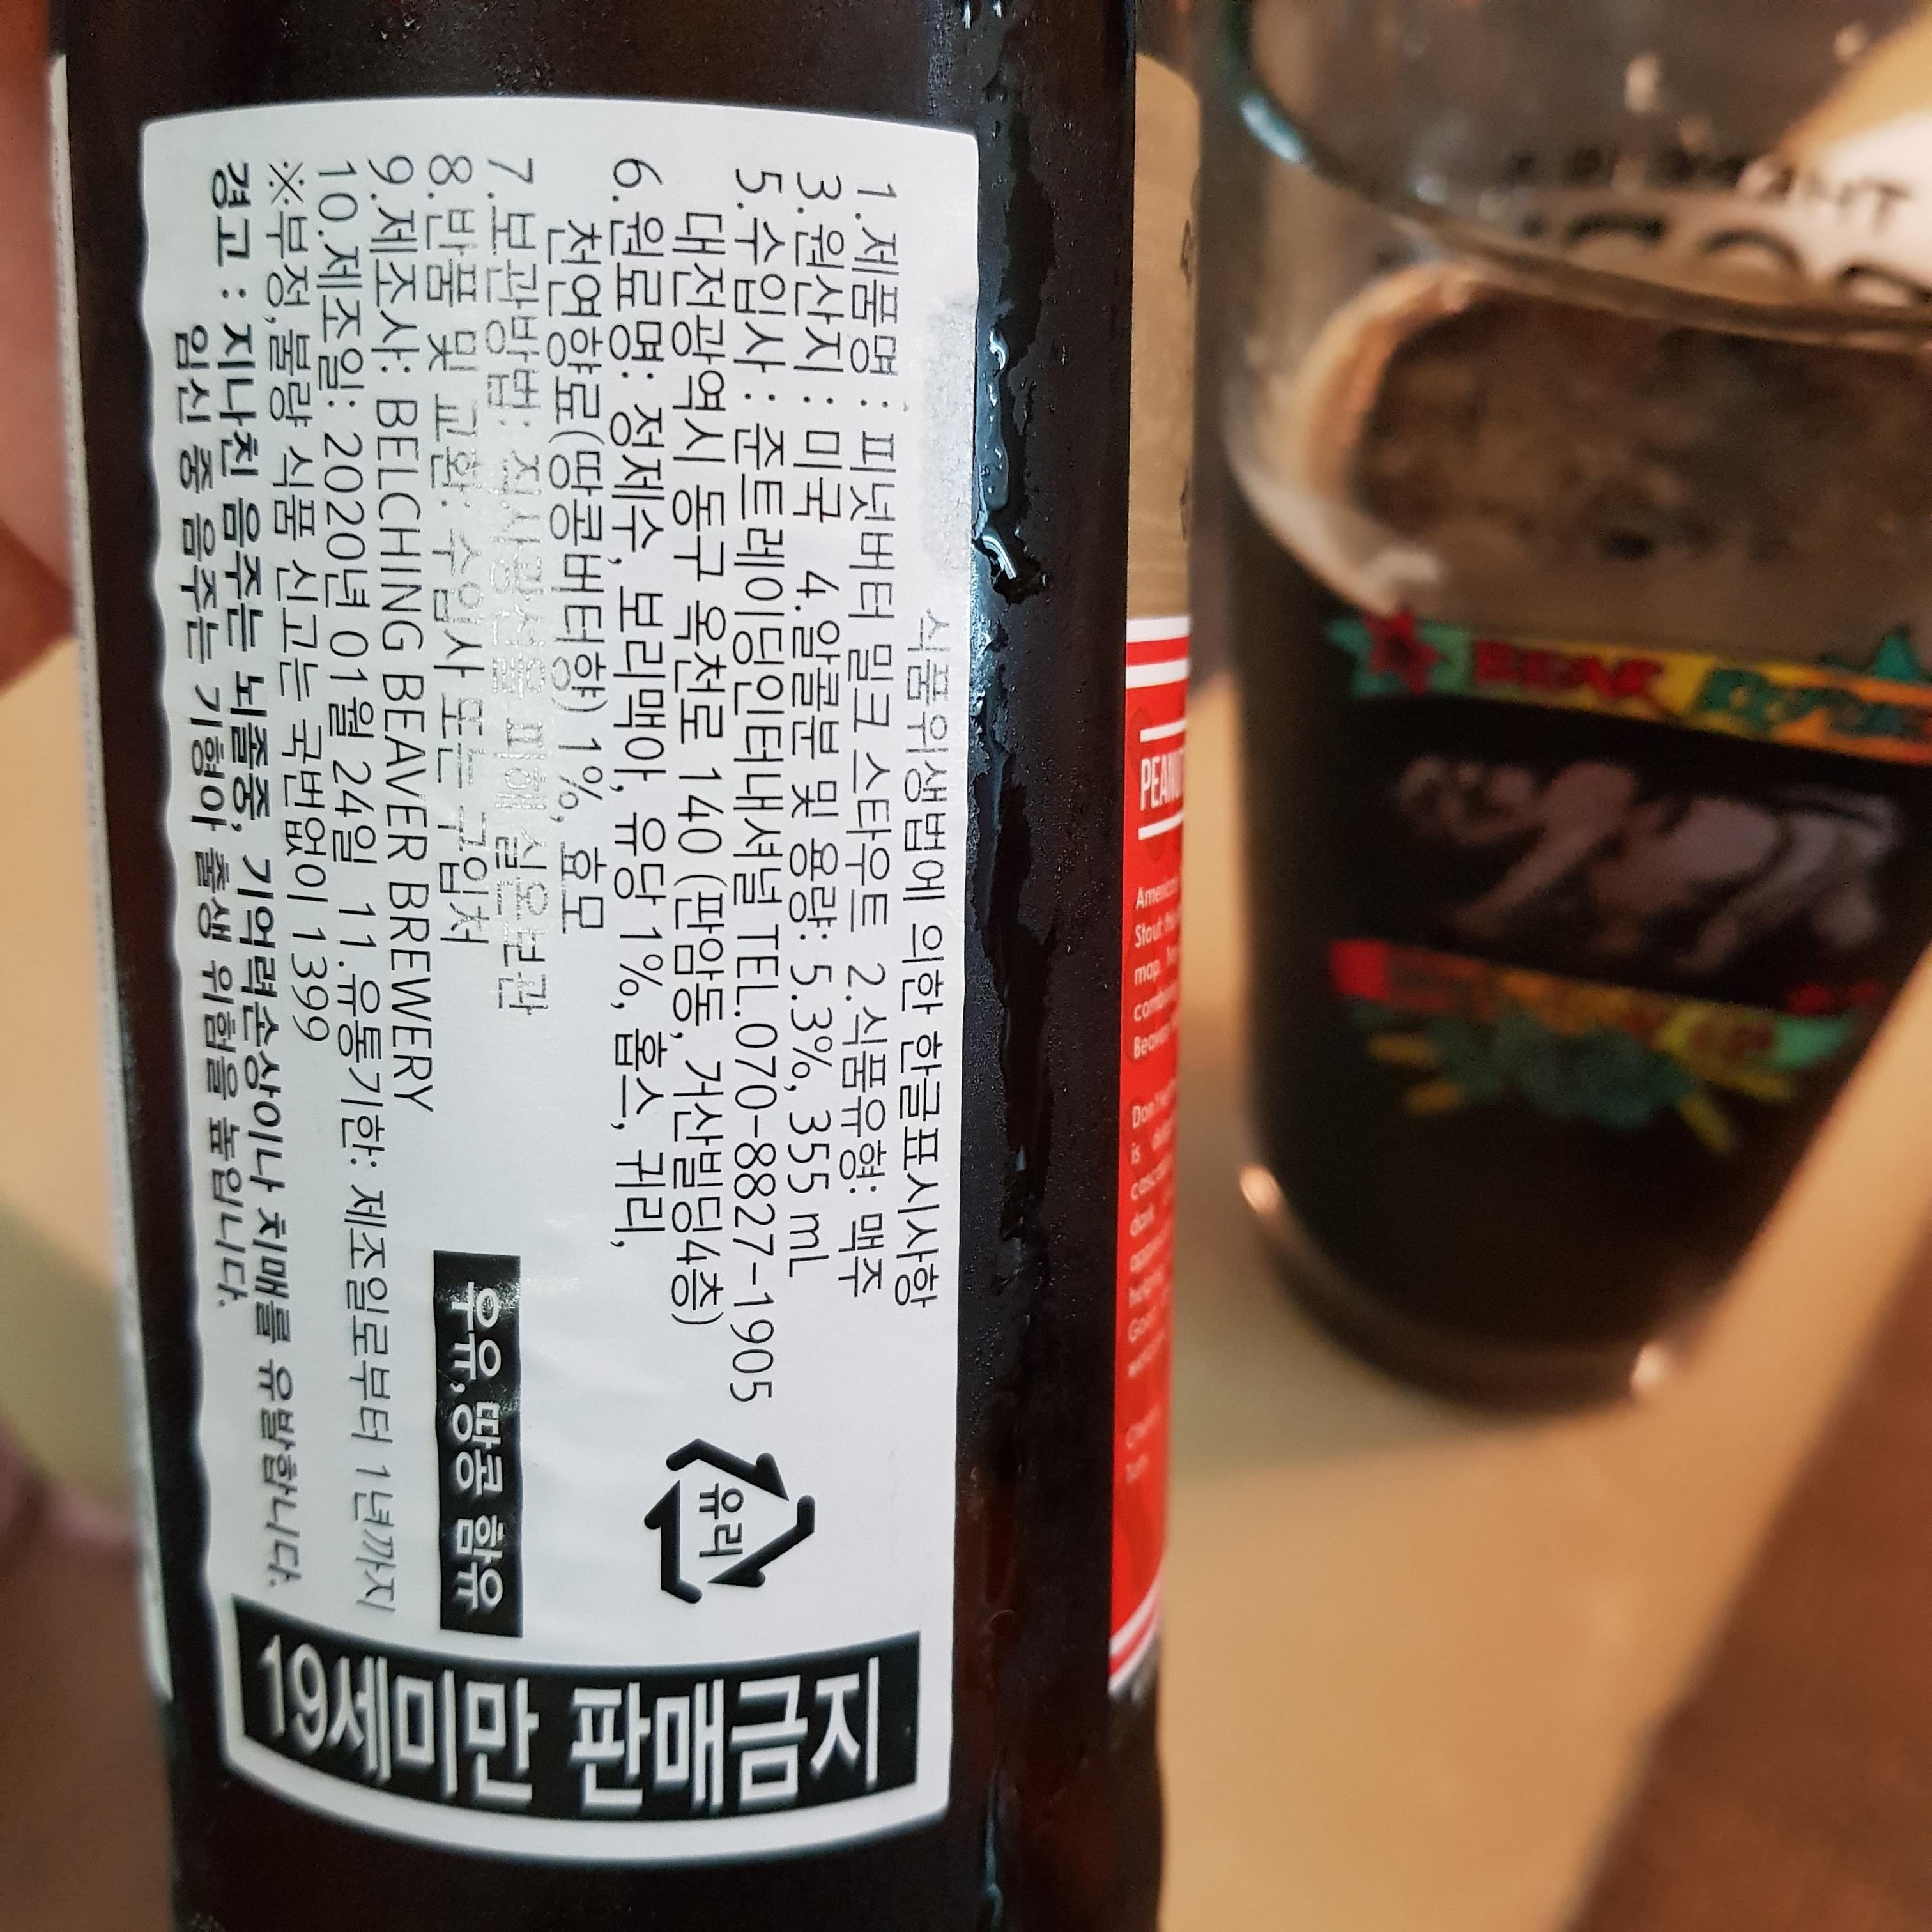 식품위생법에 의한 한글표시사항
1.제품명 : 피넛버터 밀크 스타우트 2.식품유형: 맥주
3.원산지 : 미국 4.알콜분 및 용량: 5.3%, 355 mL
5.수입사 : 준트레이딩인터내셔널 TEL.070-8827-1905
대전광역시 동구 옥천로 140 (판암동, 거산빌딩4층)
6.원료명: 정제수, 보리맥아, 유당 1%, 홉스, 귀리,
천연향료(땅콩버터향) 1%, 효모
7.보관방법: 직사광선을 피해 실온보관
8.반품 및 교환: 수입사 또는 구입처
9.제조사: BELCHING BEAVER BREWERY
10.제조일: 2020년 01월 24일 11.유통기한: 제조일로부터 1년까지
※부정,불량 식품 신고는 국번없이 1399
경고 : 지나친 음주는 뇌졸중, 기억력손상이나 치매를 유발합니다.
임신 중 음주는 기형아 출생 위험을 높입니다.
우유,땅콩 함유
유리
19세미만 판매금지
BEAR REPUBLIC